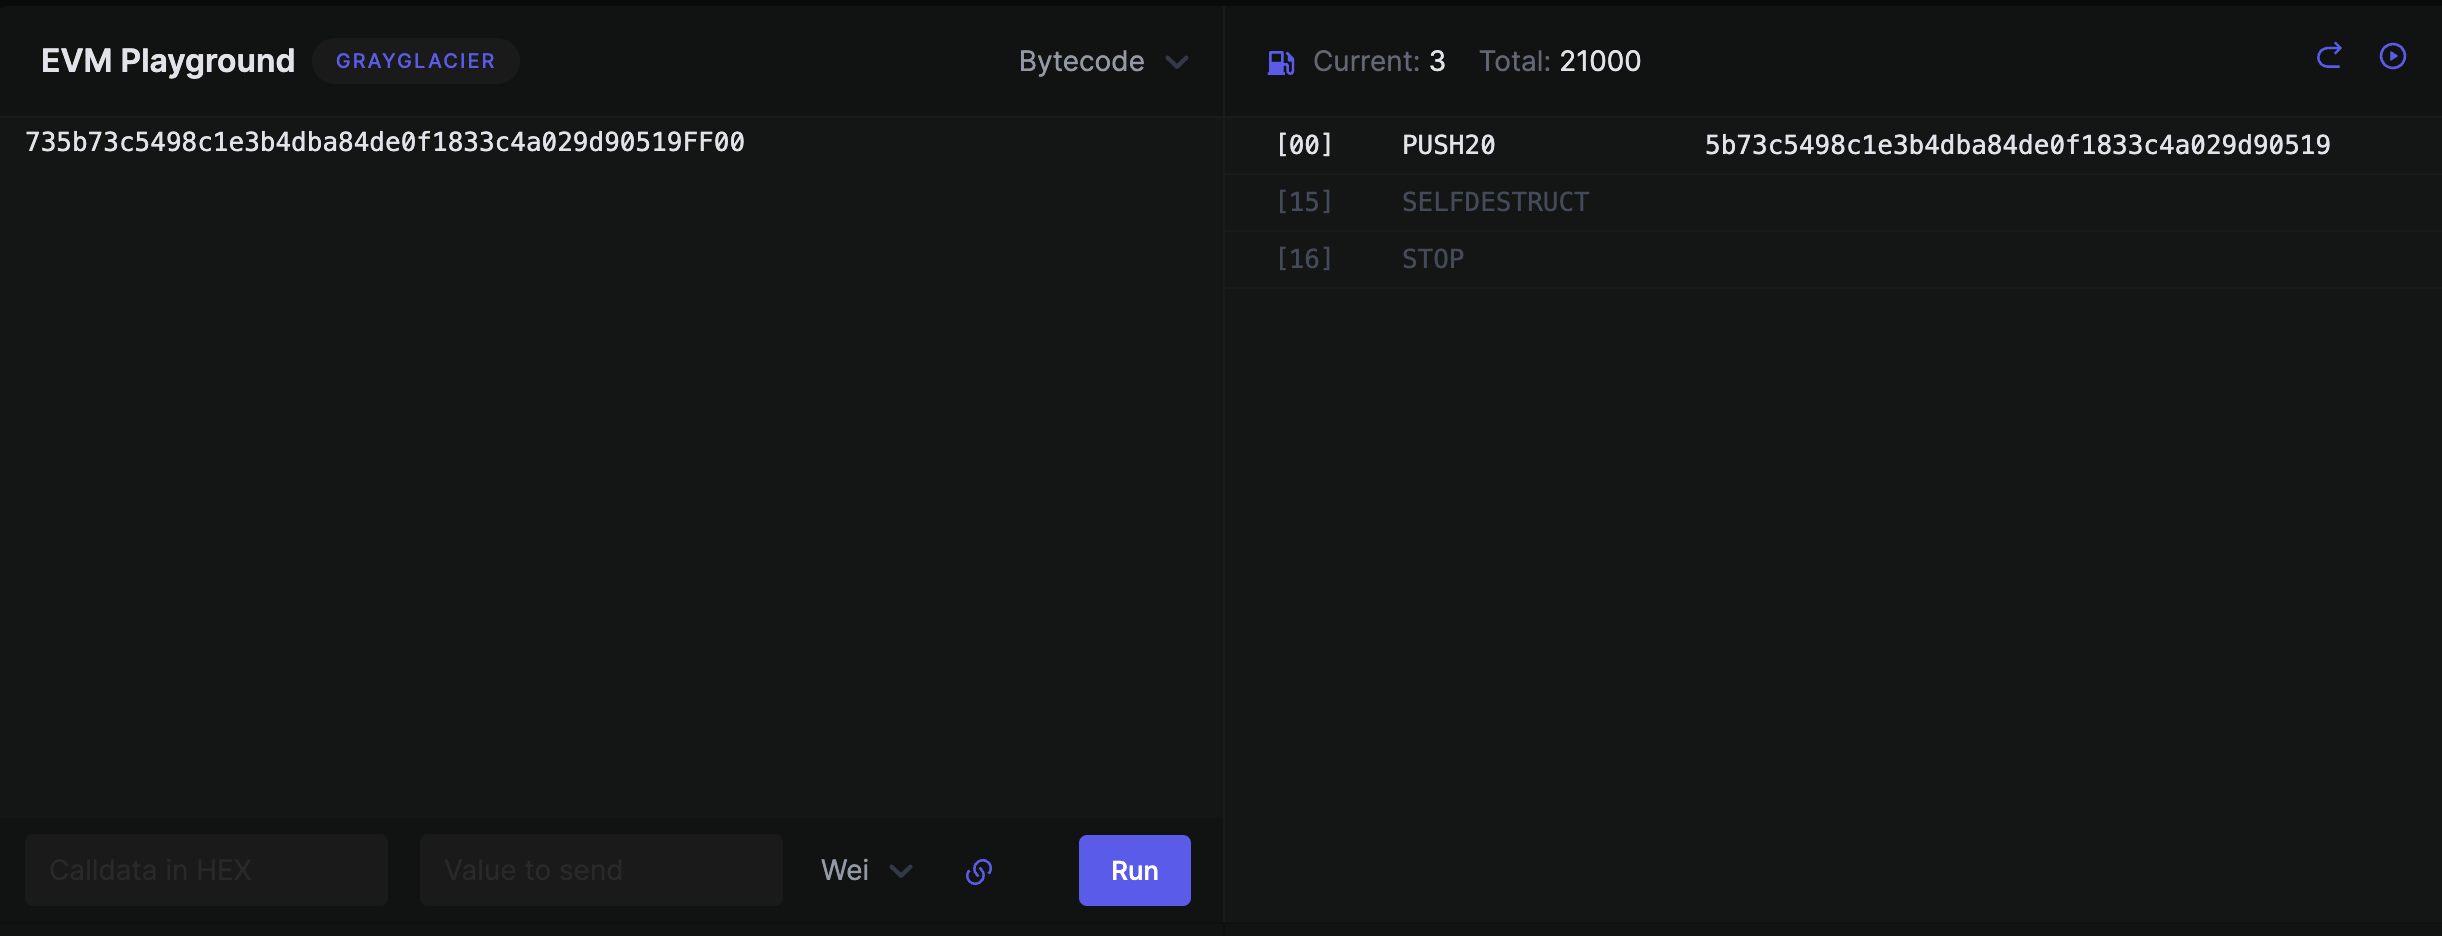 EVM Playground GRAYGLACIER Bytecode
735b73c5498c1e3b4dba84de0f1833c4a029d90519FF00
Calldata in HEX Value to send Wei Run
Current: 3 Total: 21000
[00] PUSH20 5b73c5498c1e3b4dba84de0f1833c4a029d90519
[15] SELFDESTRUCT
[16] STOP